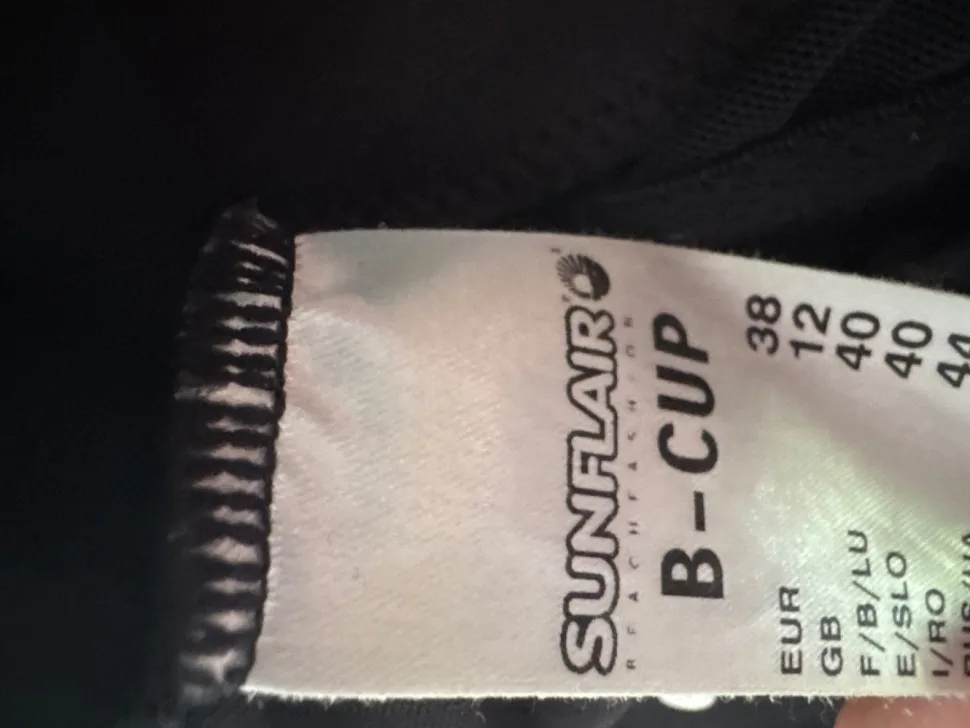 SUNFLAIR
BEACHFASHION
B-CUP
EUR 38
GB 12
F/B/LU 40
E/SLO 40
I/RO 44